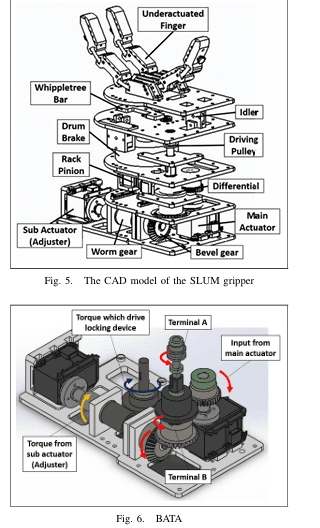 Underactuated
Finger
Whippletree
Bar
Idler
Drum
Brake
Driving
Pulley
Rack
Pinion
Differential
Sub Actuator
(Adjuster)
Main
Actuator
Worm gear
Bevel gear
Fig. 5. The CAD model of the SLUM gripper
Torque which drive
locking device
Terminal A
Input from
main actuator
Torque from
sub actuator
(Adjuster)
Terminal B
Fig. 6. BATA